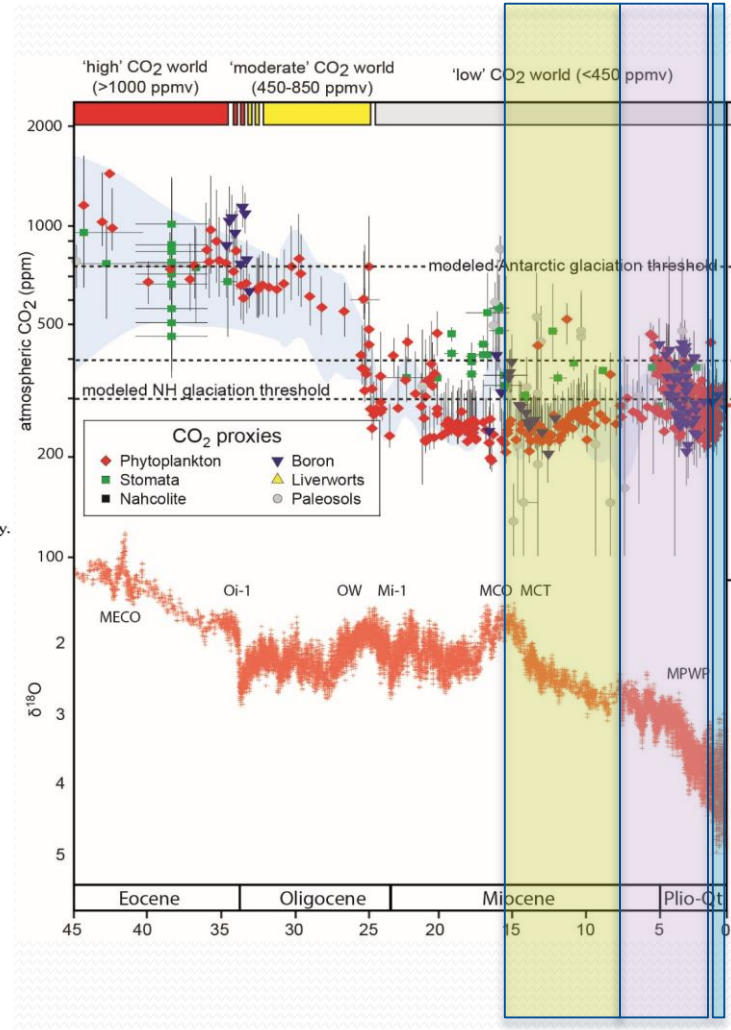 'high' CO2 world
(>1000 ppmv)
'moderate' CO2 world
(450-850 ppmv)
'low' CO2 world (<450 ppmv)
2000
1000
500
200
100
atmospheric CO2 (ppm)
modeled Antarctic glaciation threshold
modeled NH glaciation threshold
CO2 proxies
Phytoplankton
Stomata
Nahcolite
Boron
Liverworts
Paleosols
y.
MECO
Oi-1
OW
Mi-1
MCO
MCT
MPWP
δ18O
2
3
4
5
Eocene
Oligocene
Miocene
Plio-Qt
45
40
35
30
25
20
15
10
5
0